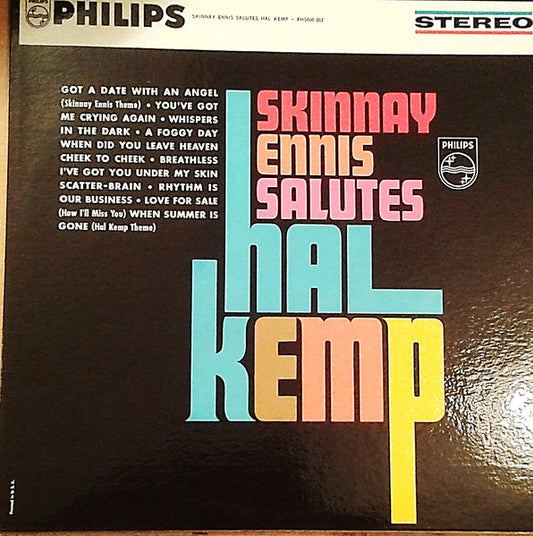 PHILIPS
SKINNAY ENNIS SALUTES HAL KEMP • PHS600 002
STEREO
GOT A DATE WITH AN ANGEL
(Skinnay Ennis Theme) • YOU'VE GOT
ME CRYING AGAIN • WHISPERS
IN THE DARK • A FOGGY DAY
WHEN DID YOU LEAVE HEAVEN
CHEEK TO CHEEK • BREATHLESS
I'VE GOT YOU UNDER MY SKIN
SCATTER-BRAIN • RHYTHM IS
OUR BUSINESS • LOVE FOR SALE
(How I'll Miss You) WHEN SUMMER IS
GONE (Hal Kemp Theme)
SKINNAY
ENNIS
SALUTES
HAL
KEMP
PHILIPS
Printed in U.S.A.